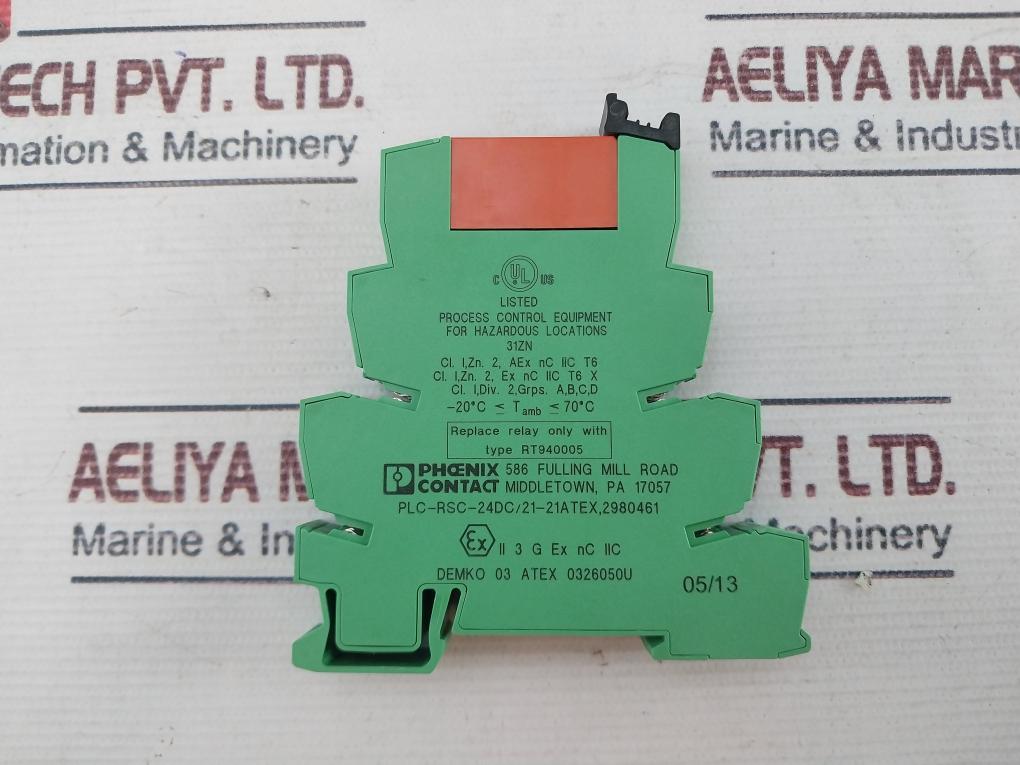 ECH PVT. LTD.
mation & Machinery
AELIYA MAR
Marine & Industr
C UL US
LISTED
PROCESS CONTROL EQUIPMENT
FOR HAZARDOUS LOCATIONS
31ZN
Cl. I,Zn. 2, AEx nC IIC T6
Cl. I,Zn. 2, Ex nC IIC T6 X
Cl. I,Div. 2,Grps. A,B,C,D
-20°C ≤ Tamb ≤ 70°C
Replace relay only with
type RT940005
PHŒNIX CONTACT
586 FULLING MILL ROAD
MIDDLETOWN, PA 17057
PLC-RSC-24DC/21-21ATEX,2980461
Ex II 3 G Ex nC IIC
DEMKO 03 ATEX 0326050U
05/13
AELIYA MA
PVT. LTD.
Marine & In
achinery